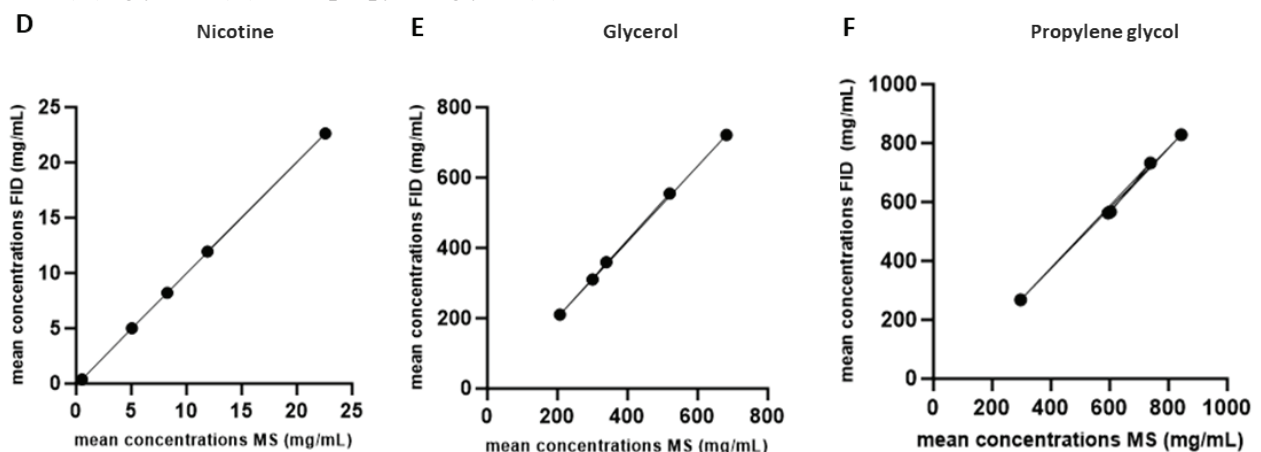 D Nicotine
mean concentrations FID (mg/mL)
25
20
15
10
5
0
0 5 10 15 20 25
mean concentrations MS (mg/mL)
E Glycerol
mean concentrations FID (mg/mL)
800
600
400
200
0
0 200 400 600 800
mean concentrations MS (mg/mL)
F Propylene glycol
mean concentrations FID (mg/mL)
1000
800
600
400
200
0
0 200 400 600 800 1000
mean concentrations MS (mg/mL)